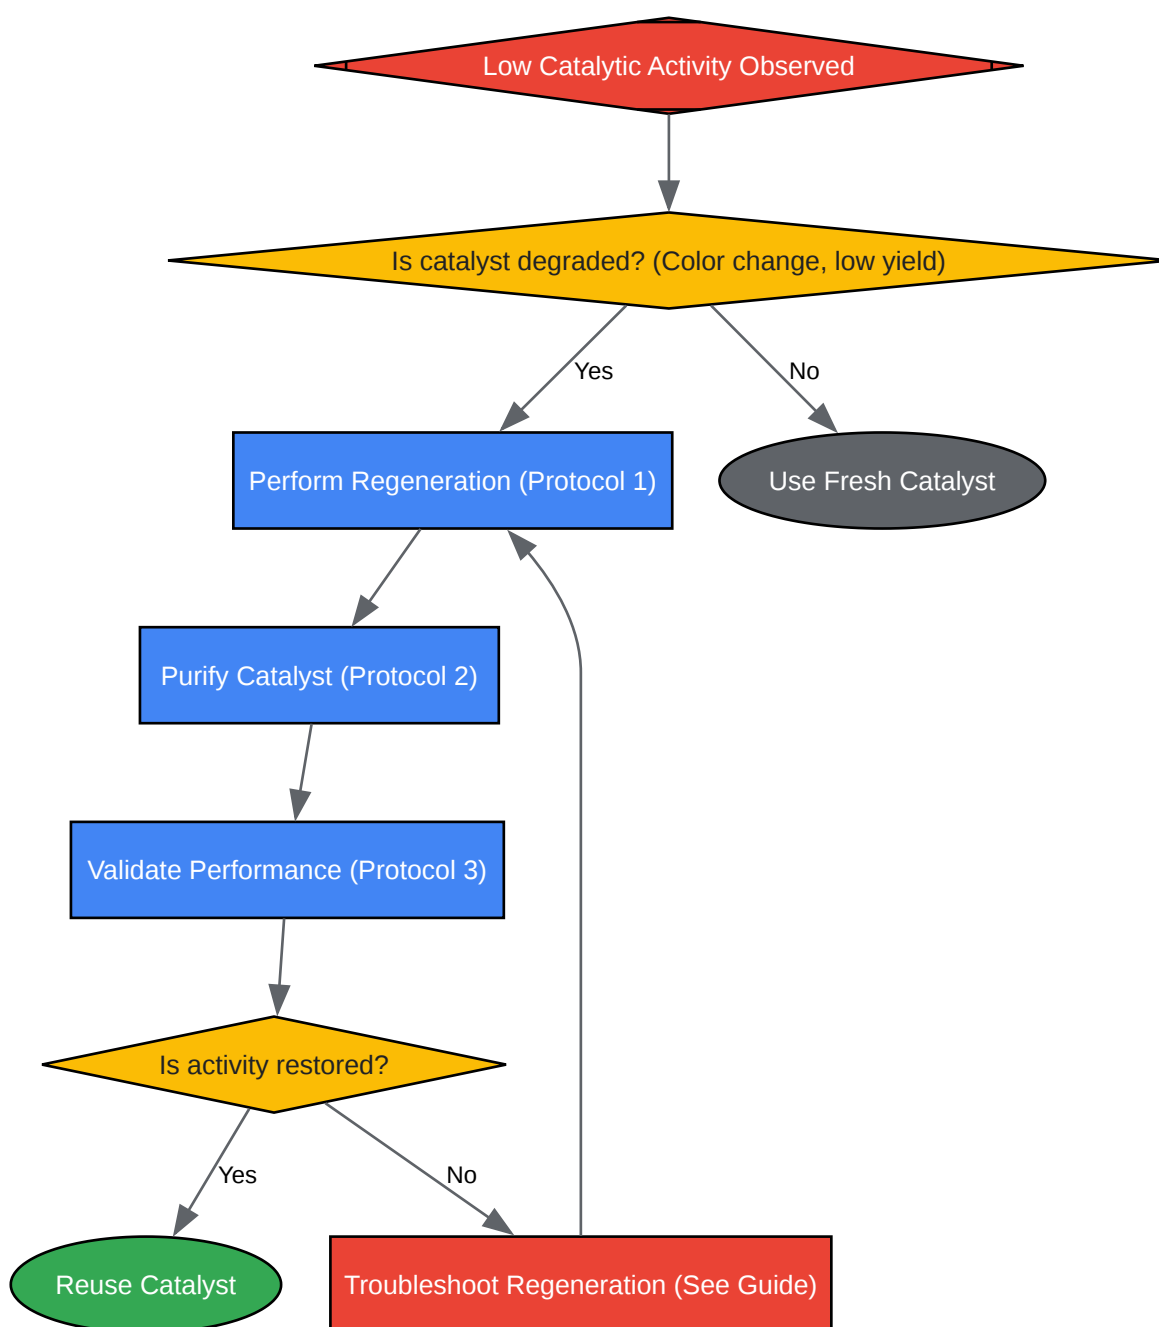 Low Catalytic Activity Observed
Is catalyst degraded? (Color change, low yield)
Yes
No
Perform Regeneration (Protocol 1)
Use Fresh Catalyst
Purify Catalyst (Protocol 2)
Validate Performance (Protocol 3)
Is activity restored?
Yes
No
Reuse Catalyst
Troubleshoot Regeneration (See Guide)